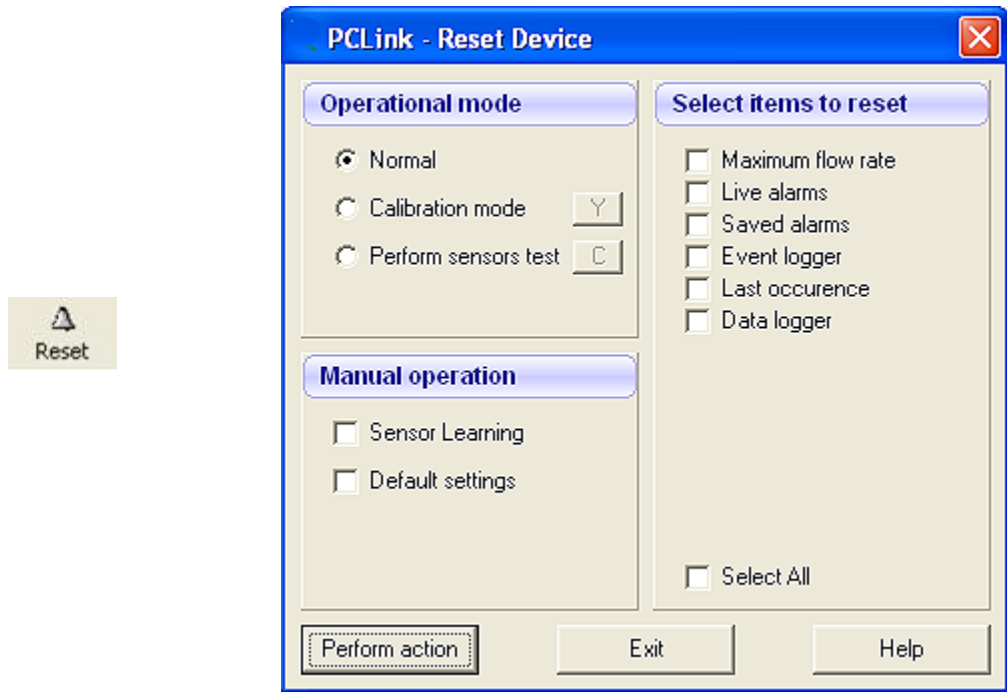 Reset
PCLink - Reset Device
Operational mode
Normal
Calibration mode Y
Perform sensors test C
Manual operation
Sensor Learning
Default settings
Select items to reset
Maximum flow rate
Live alarms
Saved alarms
Event logger
Last occurence
Data logger
Select All
Perform action Exit Help